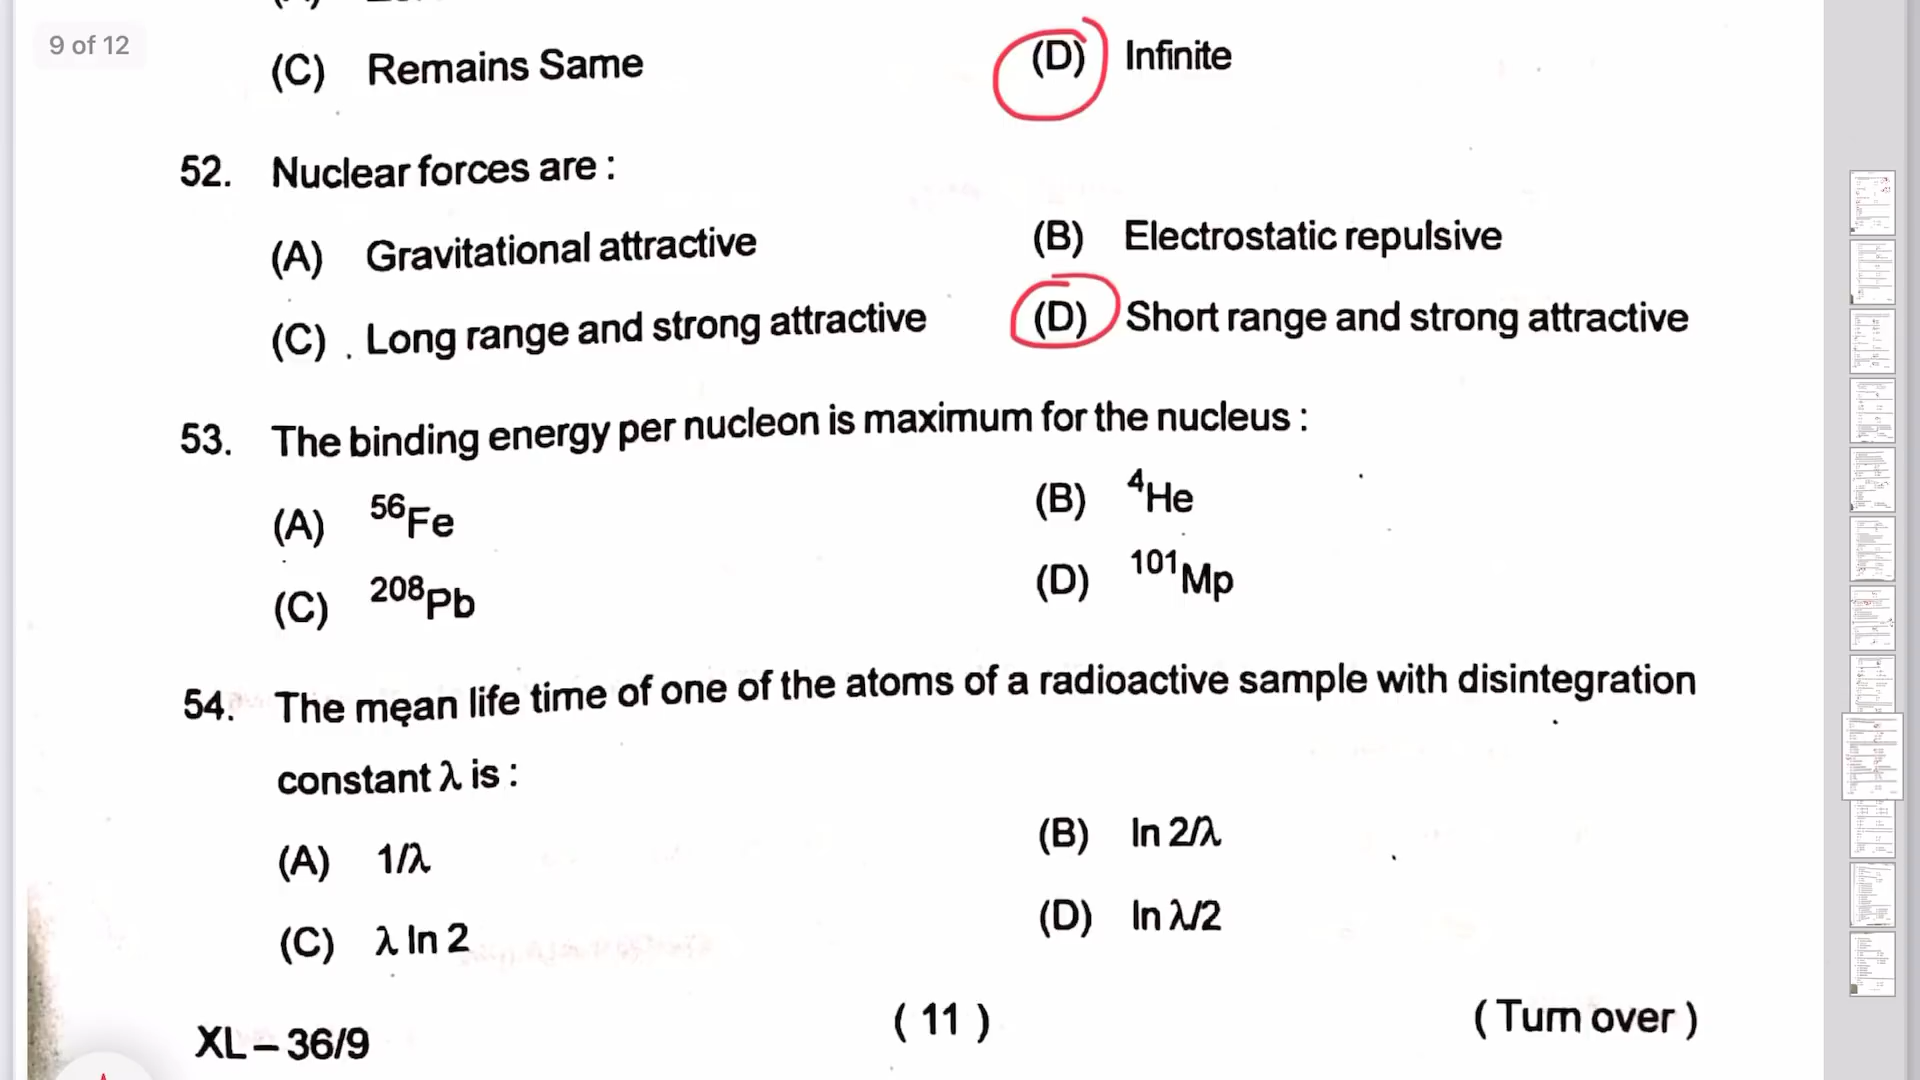 9 of 12
(C) Remains Same (D) Infinite
52. Nuclear forces are :
(A) Gravitational attractive (B) Electrostatic repulsive
(C) . Long range and strong attractive (D) Short range and strong attractive
53. The binding energy per nucleon is maximum for the nucleus :
(A) ⁵⁶Fe (B) ⁴He
(C) ²⁰⁸Pb (D) ¹⁰¹Mp
54. The mean life time of one of the atoms of a radioactive sample with disintegration
constant λ is :
(A) 1/λ (B) ln 2/λ
(C) λ ln 2 (D) ln λ/2
XL – 36/9 ( 11 ) ( Turn over )